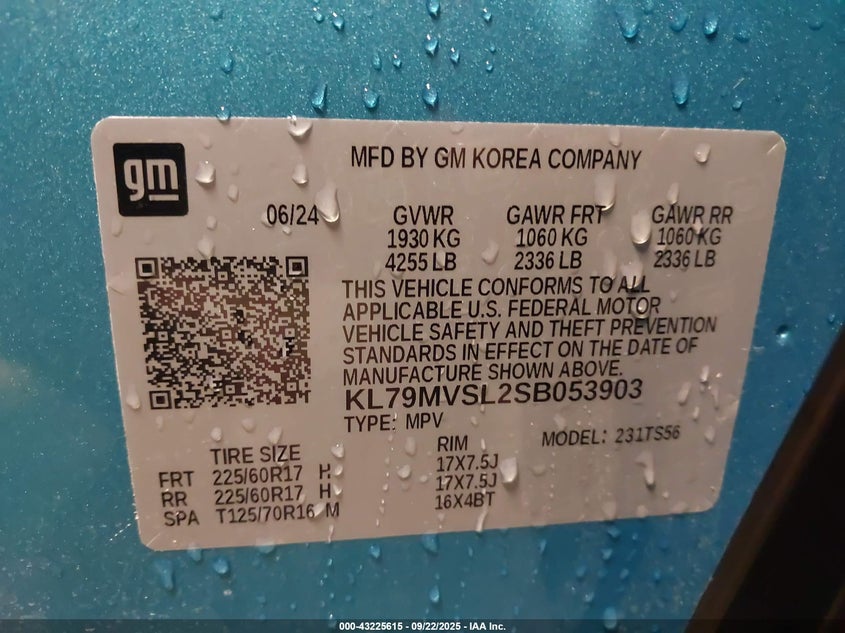 gm
MFD BY GM KOREA COMPANY
06/24 GVWR GAWR FRT GAWR RR
1930 KG 1060 KG 1060 KG
4255 LB 2336 LB 2336 LB
THIS VEHICLE CONFORMS TO ALL
APPLICABLE U.S. FEDERAL MOTOR
VEHICLE SAFETY AND THEFT PREVENTION
STANDARDS IN EFFECT ON THE DATE OF
MANUFACTURE SHOWN ABOVE.
KL79MVSL2SB053903
TYPE: MPV MODEL: 231TS56
TIRE SIZE RIM
FRT 225/60R17 H 17X7.5J
RR 225/60R17 H 17X7.5J
SPA T125/70R16 M 16X4BT
000-43225615 - 09/22/2025 - IAA Inc.